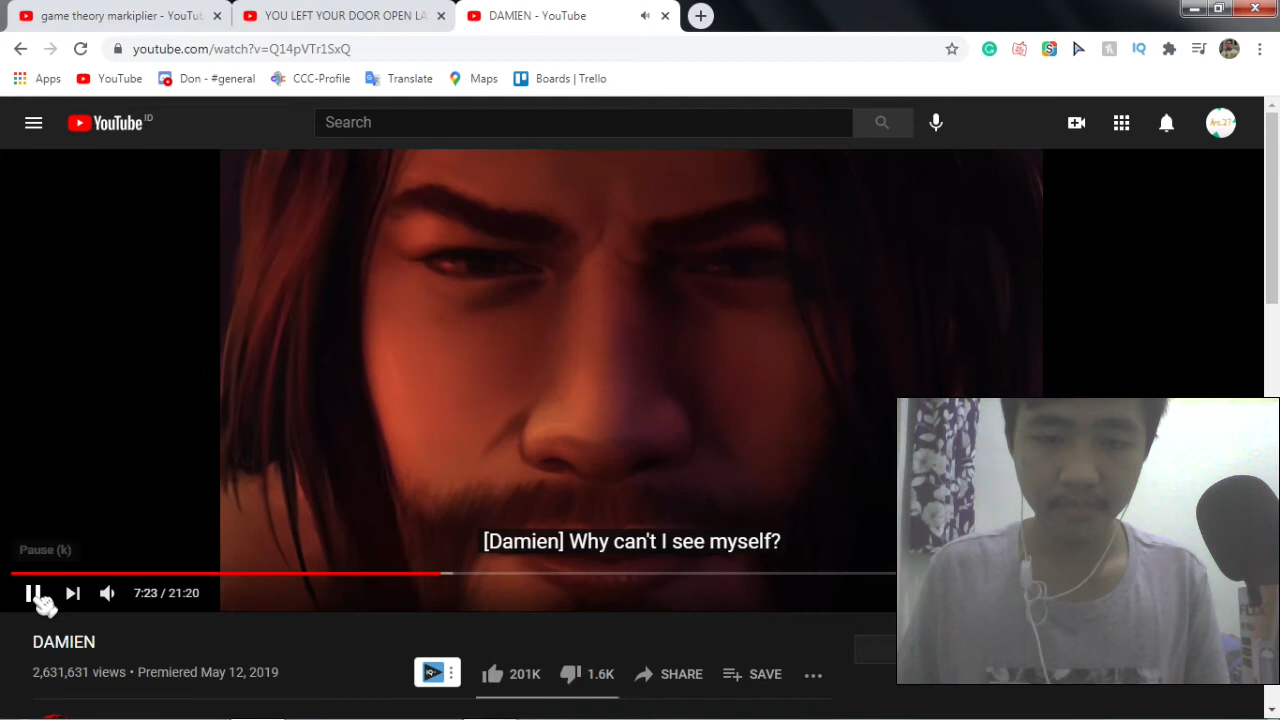 game theory markiplier - YouTub
YOU LEFT YOUR DOOR OPEN LA
DAMIEN - YouTube
youtube.com/watch?v=Q14pVTr1SxQ
Apps
YouTube
Don - #general
CCC-Profile
Translate
Maps
Boards | Trello
YouTube ID
Search
Arc.27
[Damien] Why can't I see myself?
Pause (k)
7:23 / 21:20
DAMIEN
2,631,631 views • Premiered May 12, 2019
201K
1.6K
SHARE
SAVE